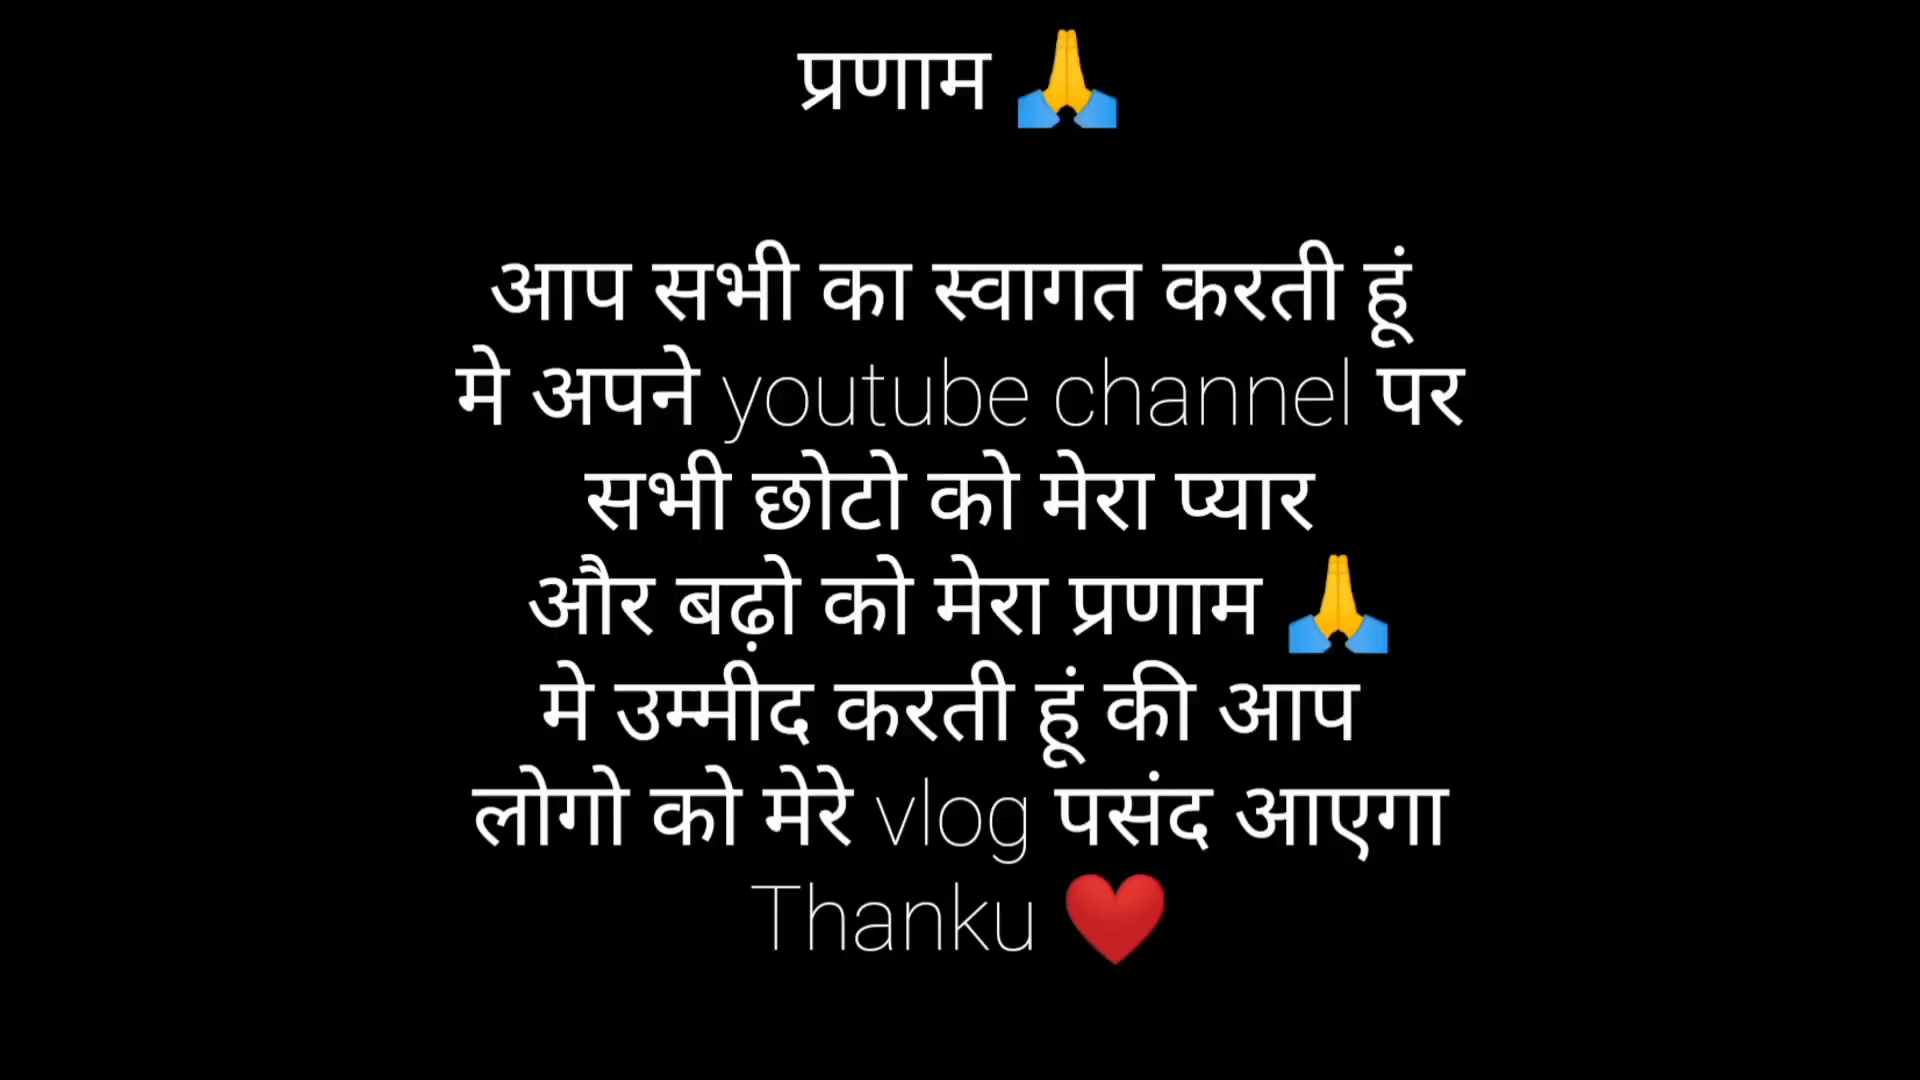 प्रणाम 🙏
आप सभी का स्वागत करती हूं
मे अपने youtube channel पर
सभी छोटो को मेरा प्यार
और बढ़ो को मेरा प्रणाम 🙏
मे उम्मीद करती हूं की आप
लोगो को मेरे vlog पसंद आएगा
Thanku ❤️